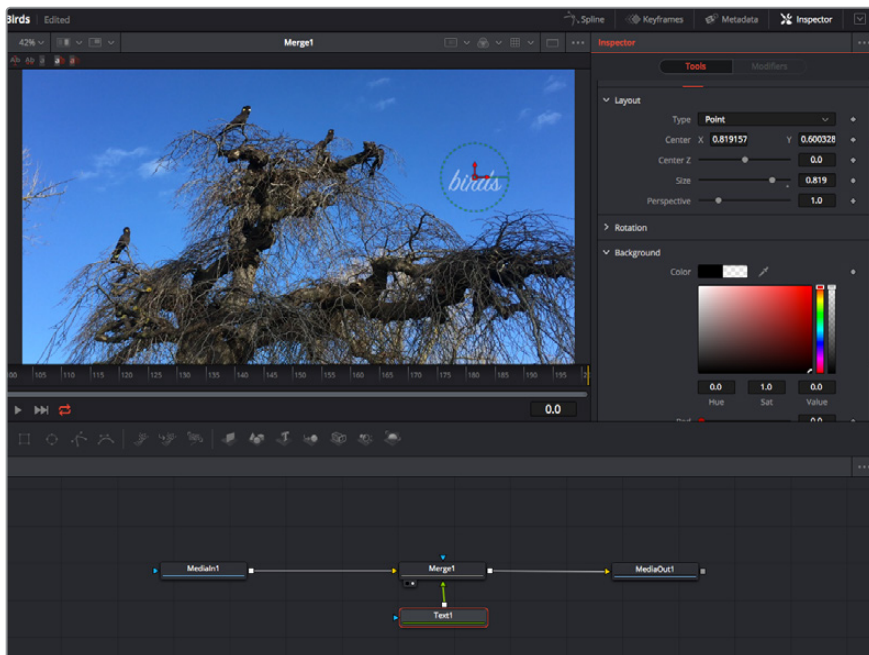 Birds Edited Spline Keyframes Metadata Inspector
42% Merge1 Inspector
Tools Modifiers
Layout
Type Point
Center X 0.819157 Y 0.600328
Center Z 0.0
Size 0.819
Perspective 1.0
Rotation
Background
Color
0.0 1.0 0.0
Hue Sat Value
birds
100 105 110 115 120 125 130 135 140 145 150 155 160 165 170 175 180 185 190 195
0.0
MediaIn1 Merge1 MediaOut1
Text1